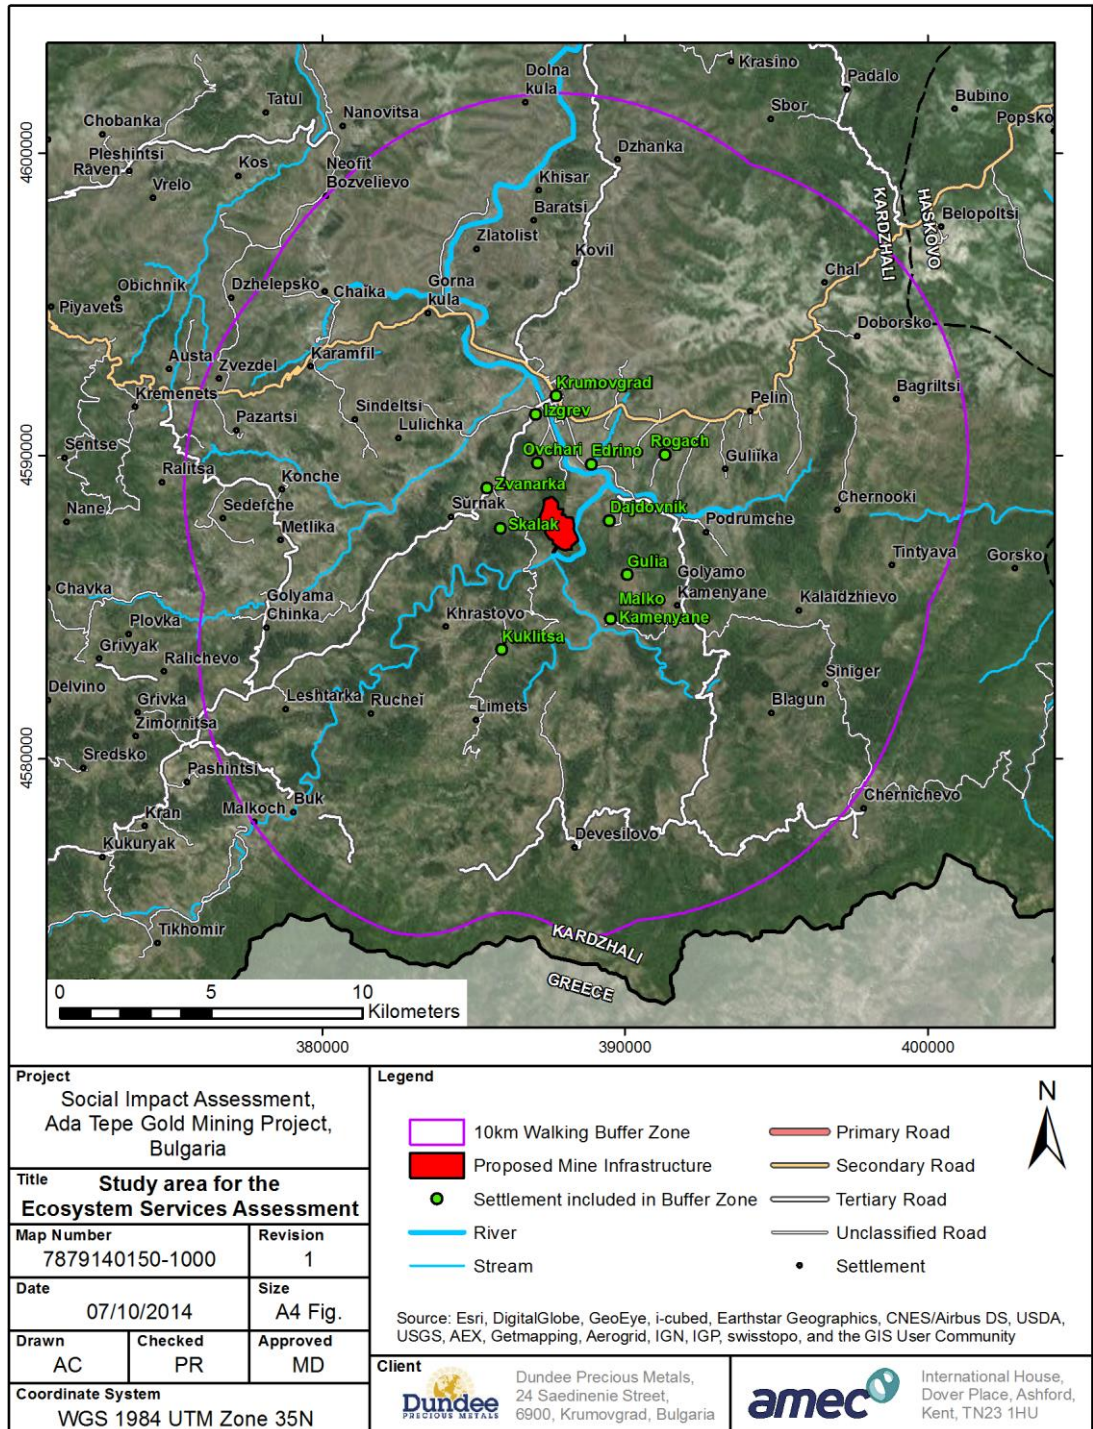 Krasino
Dolna
kula
Padalo
Tatul
Nanovitsa
Sbor
Bubino
Popsko
Chobanka
Dzhanka
Pleshintsi
Raven
Kos
Neofit
Bozvelievo
Vrelo
Khisar
Baratsi
KARDZHALI
HASKOVO
Belopoltsi
Zlatolist
Kovil
Chal
Obichnik
Dzhelepsko
Chaĭka
Gorna
kula
Piyavets
Doborsko
Austa
Zvezdel
Karamfil
Krumovgrad
Bagriltsi
Kremenets
Izgrev
Pelin
Pazartsi
Sindeltsi
Lulichka
Sentse
Ovchari
Edrino
Rogach
Guliĭka
Ralitsa
Konche
Zvanarka
Nane
Sedefche
Sŭrnak
Dajdovnik
Chernooki
Metlika
Skalak
Podrumche
Tintyava
Gorsko
Chavka
Golyama
Chinka
Gulia
Golyamo
Kamenyane
Malko
Kamenyane
Kalaĭdzhievo
Plovka
Khrastovo
Grivyak
Kuklitsa
Ralichevo
Siniger
Delvino
Grivka
Leshtarka
Rucheĭ
Limets
Blagun
Zimornitsa
Sredsko
Pashintsi
Buk
Malkoch
Chernichevo
Kran
Kukuryak
Devesilovo
Tikhomir
KARDZHALI
GREECE
0 5 10
Kilometers
4600000
4590000
4580000
380000 390000 400000
Project
Social Impact Assessment,
Ada Tepe Gold Mining Project,
Bulgaria
Title Study area for the
Ecosystem Services Assessment
Map Number Revision
7879140150-1000 1
Date Size
07/10/2014 A4 Fig.
Drawn Checked Approved
AC PR MD
Coordinate System
WGS 1984 UTM Zone 35N
Legend
N
10km Walking Buffer Zone
Proposed Mine Infrastructure
Settlement included in Buffer Zone
River
Stream
Primary Road
Secondary Road
Tertiary Road
Unclassified Road
Settlement
Source: Esri, DigitalGlobe, GeoEye, i-cubed, Earthstar Geographics, CNES/Airbus DS, USDA,
USGS, AEX, Getmapping, Aerogrid, IGN, IGP, swisstopo, and the GIS User Community
Client
Dundee
PRECIOUS METALS
Dundee Precious Metals,
24 Saedinenie Street,
6900, Krumovgrad, Bulgaria
amec
International House,
Dover Place, Ashford,
Kent, TN23 1HU